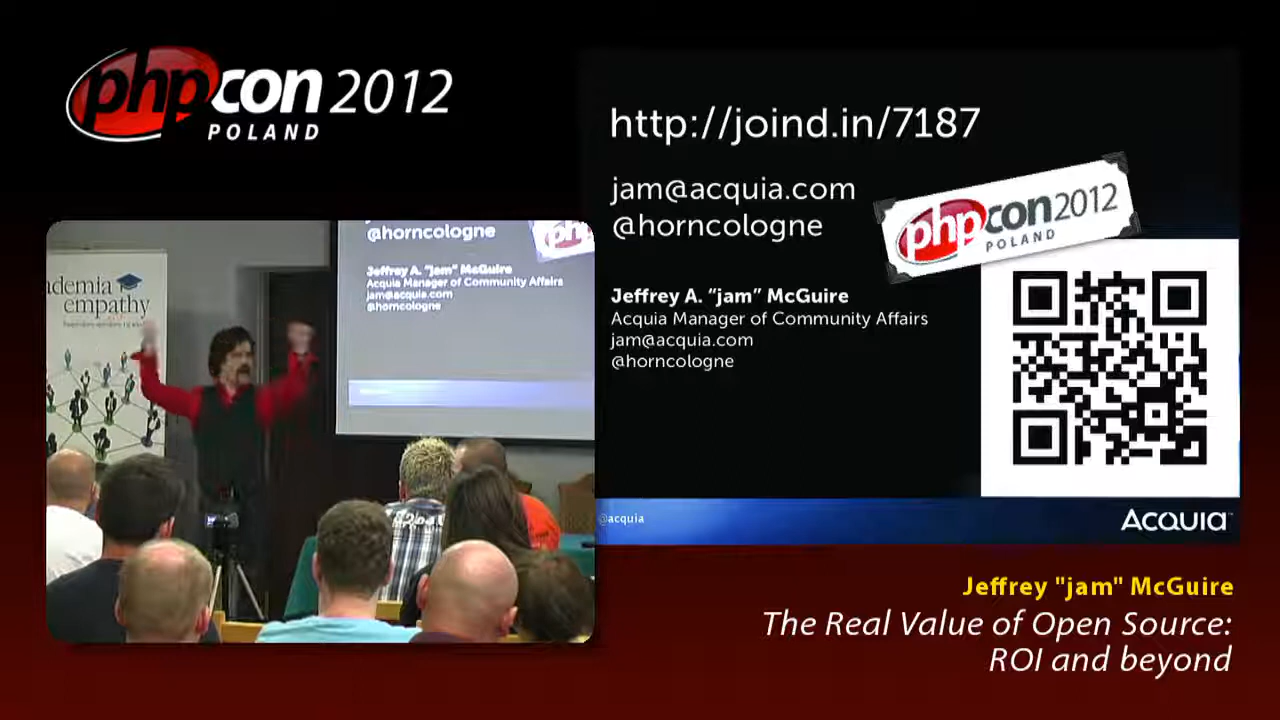 phpcon 2012
POLAND
http://joind.in/7187
jam@acquia.com
@horncologne
phpcon 2012
POLAND
Jeffrey A. “jam” McGuire
Acquia Manager of Community Affairs
jam@acquia.com
@horncologne
@acquia
ACQUIA
@horncologne
php
Jeffrey A. “jam” McGuire
Acquia Manager of Community Affairs
jam@acquia.com
@horncologne
demia
empathy
Jeffrey "jam" McGuire
The Real Value of Open Source:
ROI and beyond